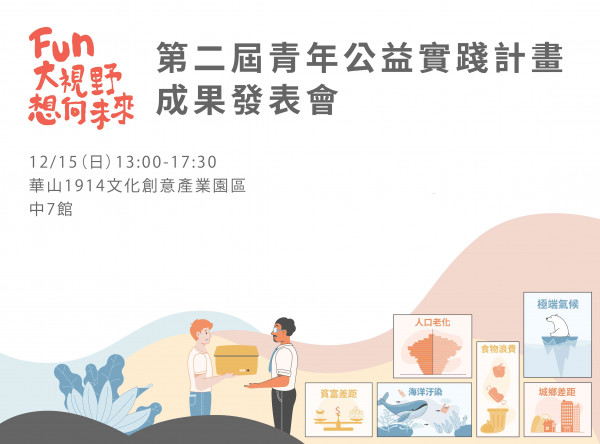 Fun
大視野
想向未來
第二屆青年公益實踐計畫
成果發表會
12/15(日)13:00-17:30
華山1914文化創意產業園區
中7館
極端氣候
人口老化
食物浪費
貧富差距
$
海洋汙染
城鄉差距